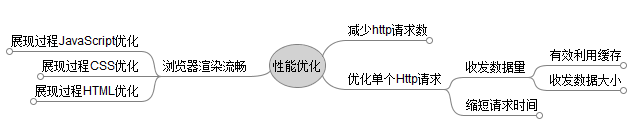 性能优化
浏览器渲染流畅
展现过程JavaScript优化
展现过程CSS优化
展现过程HTML优化
减少http请求数
优化单个Http请求
收发数据量
有效利用缓存
收发数据大小
缩短请求时间